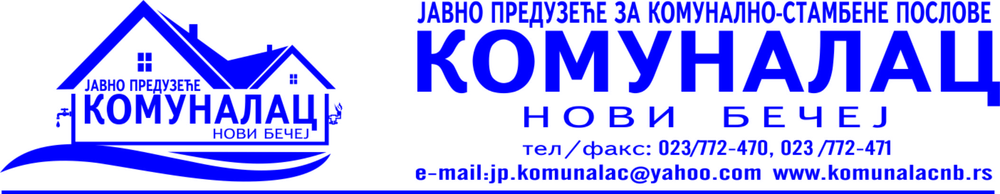 ЈАВНО ПРЕДУЗЕЋЕ
КОМУНАЛАЦ
НОВИ БЕЧЕЈ
ЈАВНО ПРЕДУЗЕЋЕ ЗА КОМУНАЛНО-СТАМБЕНЕ ПОСЛОВЕ
КОМУНАЛАЦ
НОВИ БЕЧЕЈ
тел/факс: 023/772-470, 023 /772-471
e-mail:jp.komunalac@yahoo.com www.komunalacnb.rs